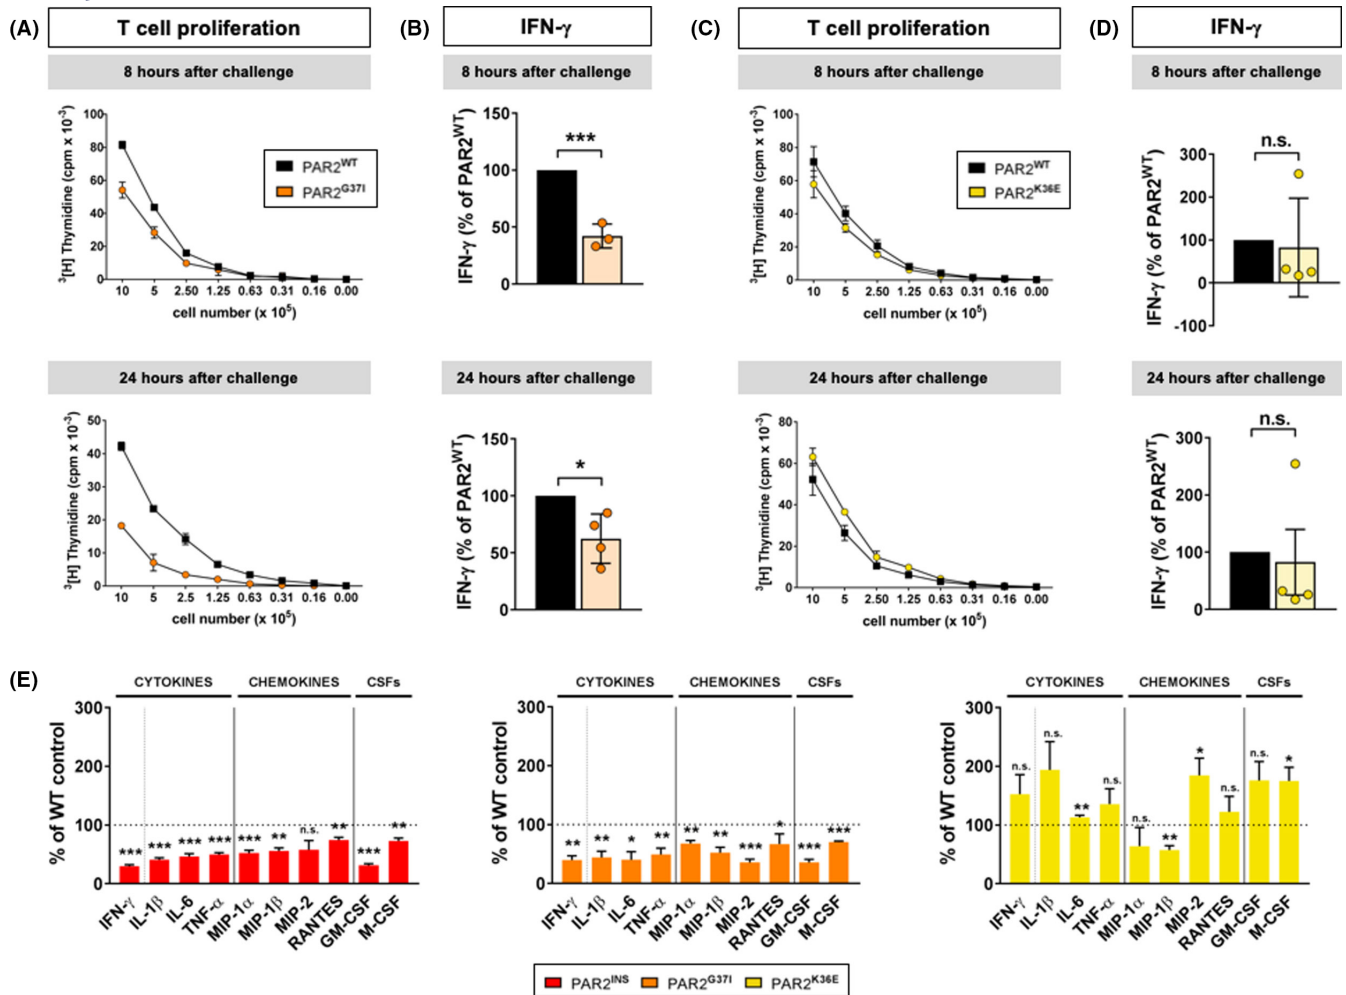 (A) T cell proliferation
8 hours after challenge
³[H] Thymidine (cpm x 10⁻³)
100
80
60
40
20
0
PAR2ᵂᵀ
PAR2ᴳ³⁷ᴵ
10 5 2.50 1.25 0.63 0.31 0.16 0.00
cell number (x 10⁵)
24 hours after challenge
³[H] Thymidine (cpm x 10⁻³)
50
40
30
20
10
0
10 5 2.50 1.25 0.63 0.31 0.16 0.00
cell number (x 10⁵)
(B) IFN-γ
8 hours after challenge
IFN-γ (% of PAR2ᵂᵀ)
150
100
50
0
***
24 hours after challenge
IFN-γ (% of PAR2ᵂᵀ)
150
100
50
0
*
(C) T cell proliferation
8 hours after challenge
³[H] Thymidine (cpm x 10⁻³)
100
80
60
40
20
0
PAR2ᵂᵀ
PAR2ᴷ³⁶ᴱ
10 5 2.50 1.25 0.63 0.31 0.16 0.00
cell number (x 10⁵)
24 hours after challenge
³[H] Thymidine (cpm x 10⁻³)
80
60
40
20
0
10 5 2.50 1.25 0.63 0.31 0.16 0.00
cell number (x 10⁵)
(D) IFN-γ
8 hours after challenge
IFN-γ (% of PAR2ᵂᵀ)
300
200
100
0
-100
n.s.
24 hours after challenge
IFN-γ (% of PAR2ᵂᵀ)
300
200
100
0
n.s.
(E)
CYTOKINES CHEMOKINES CSFs
% of WT control
300
200
100
0
*** *** *** *** *** ** n.s. ** *** **
IFN-γ IL-1β IL-6 TNF-α MIP-1α MIP-1β MIP-2 RANTES GM-CSF M-CSF
CYTOKINES CHEMOKINES CSFs
% of WT control
300
200
100
0
** ** * ** ** ** *** * *** ***
IFN-γ IL-1β IL-6 TNF-α MIP-1α MIP-1β MIP-2 RANTES GM-CSF M-CSF
CYTOKINES CHEMOKINES CSFs
% of WT control
300
200
100
0
n.s. n.s. ** n.s. n.s. ** * n.s. n.s. *
IFN-γ IL-1β IL-6 TNF-α MIP-1α MIP-1β MIP-2 RANTES GM-CSF M-CSF
PAR2ᴵᴺˢ PAR2ᴳ³⁷ᴵ PAR2ᴷ³⁶ᴱ